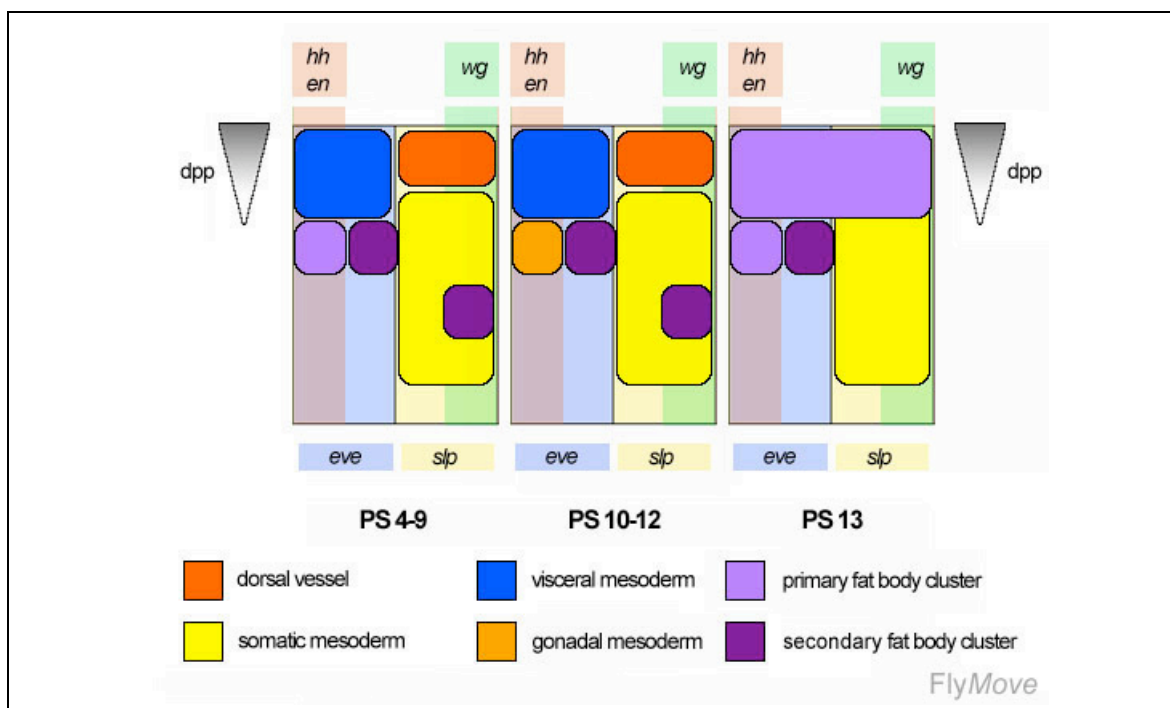 hh wg hh wg hh wg
en en en
dpp dpp
eve slp eve slp eve slp
PS 4-9 PS 10-12 PS 13
dorsal vessel visceral mesoderm primary fat body cluster
somatic mesoderm gonadal mesoderm secondary fat body cluster
FlyMove